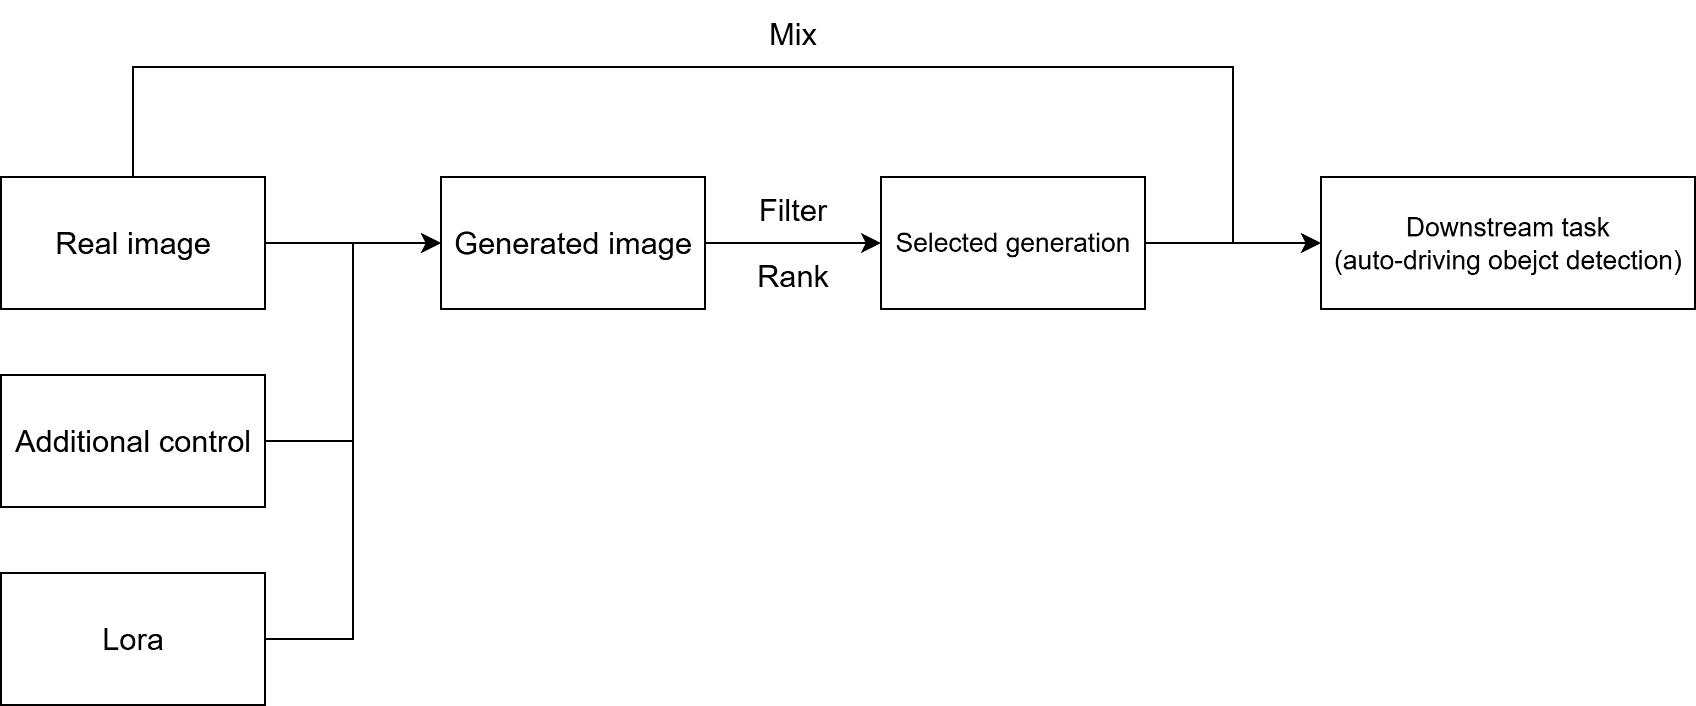 Mix
Real image
Generated image
Filter
Rank
Selected generation
Downstream task
(auto-driving obejct detection)
Additional control
Lora